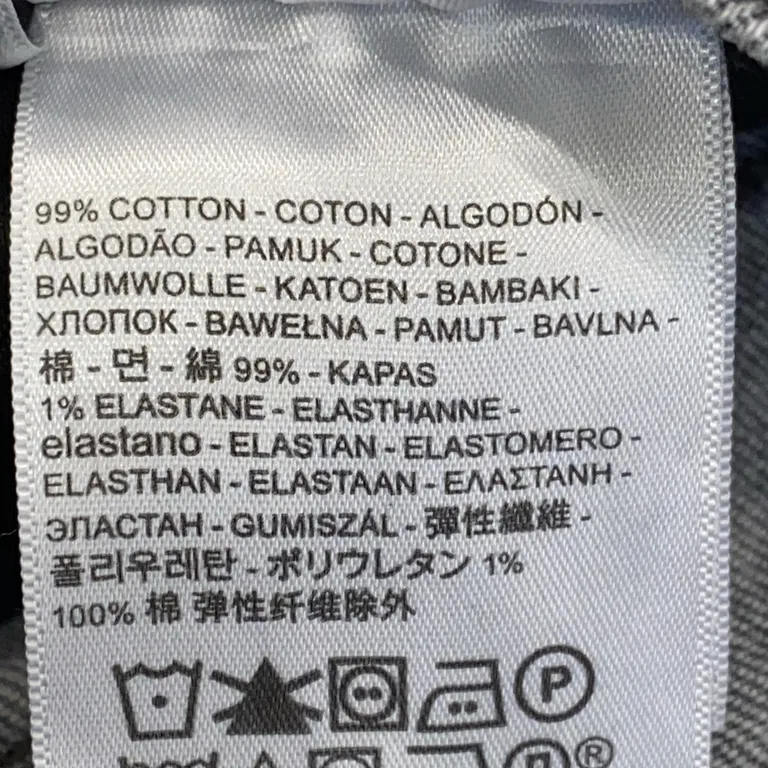 99% COTTON - COTON - ALGODÓN -
ALGODÃO - PAMUK - COTONE -
BAUMWOLLE - KATOEN - BAMBAKI -
ХЛОПОК - BAWEŁNA - PAMUT - BAVLNA -
棉 - 면 - 綿 99% - KAPAS
1% ELASTANE - ELASTHANNE -
elastano - ELASTAN - ELASTOMERO -
ELASTHAN - ELASTAAN - ΕΛΑΣΤΑΝΗ -
ЭЛАСТАН - GUMISZÁL - 彈性纖維 -
폴리우레탄 - ポリウレタン 1%
100% 棉 弹性纤维除外
P
®